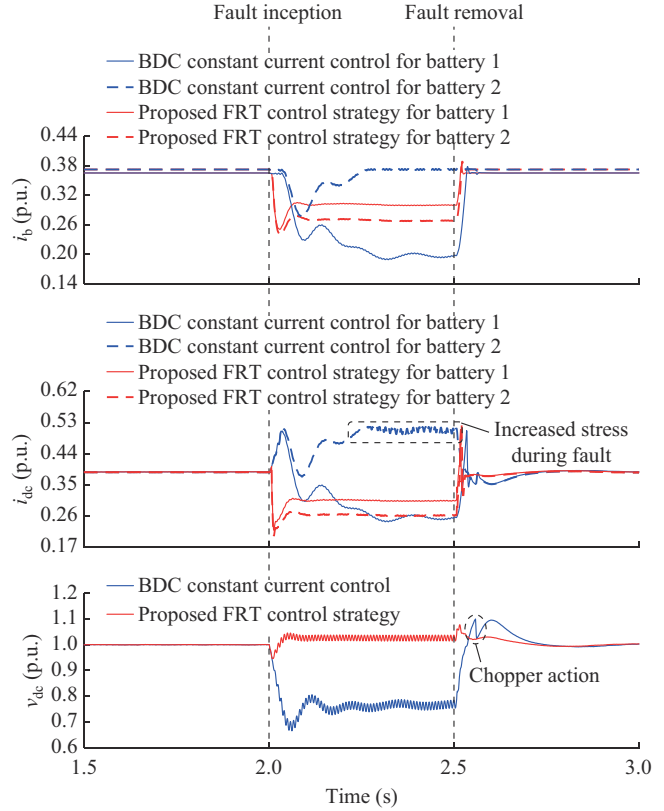 Fault inception Fault removal
BDC constant current control for battery 1
BDC constant current control for battery 2
Proposed FRT control strategy for battery 1
Proposed FRT control strategy for battery 2
0.44
0.38
0.32
0.26
0.20
0.14
i_b (p.u.)
BDC constant current control for battery 1
BDC constant current control for battery 2
Proposed FRT control strategy for battery 1
Proposed FRT control strategy for battery 2
0.62
0.53
0.44
0.35
0.26
0.17
i_dc (p.u.)
Increased stress
during fault
BDC constant current control
Proposed FRT control strategy
1.2
1.1
1.0
0.9
0.8
0.7
0.6
v_dc (p.u.)
Chopper action
1.5 2.0 2.5 3.0
Time (s)